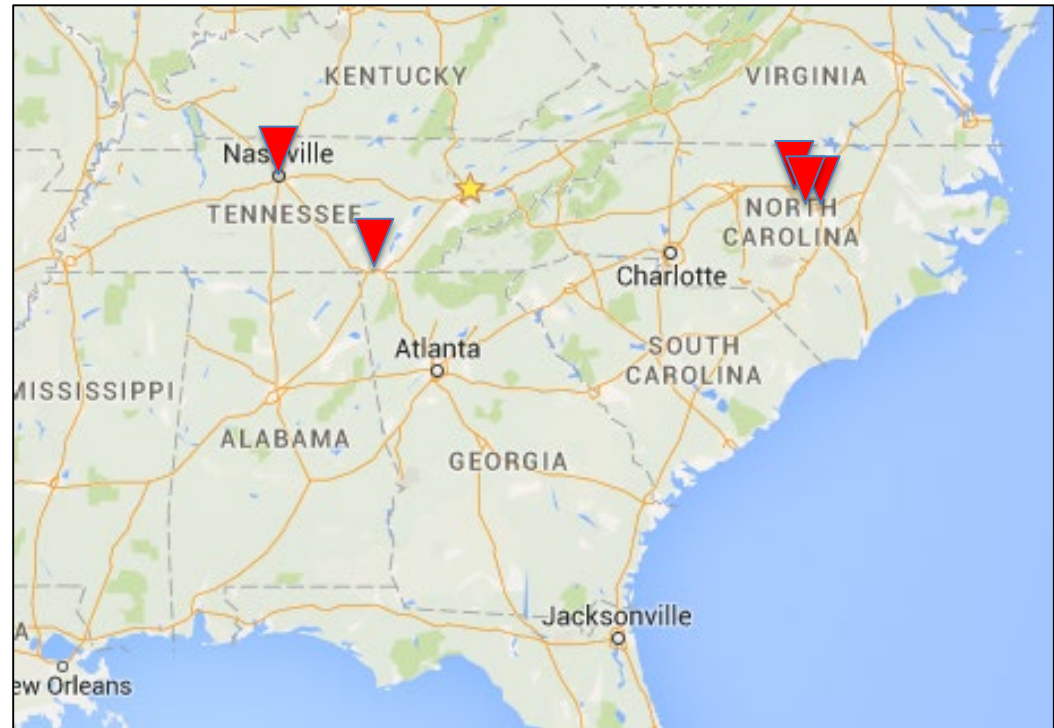 KENTUCKY
VIRGINIA
Nashville
TENNESSEE
NORTH
CAROLINA
Charlotte
Atlanta
SOUTH
CAROLINA
MISSISSIPPI
ALABAMA
GEORGIA
Jacksonville
A
ew Orleans